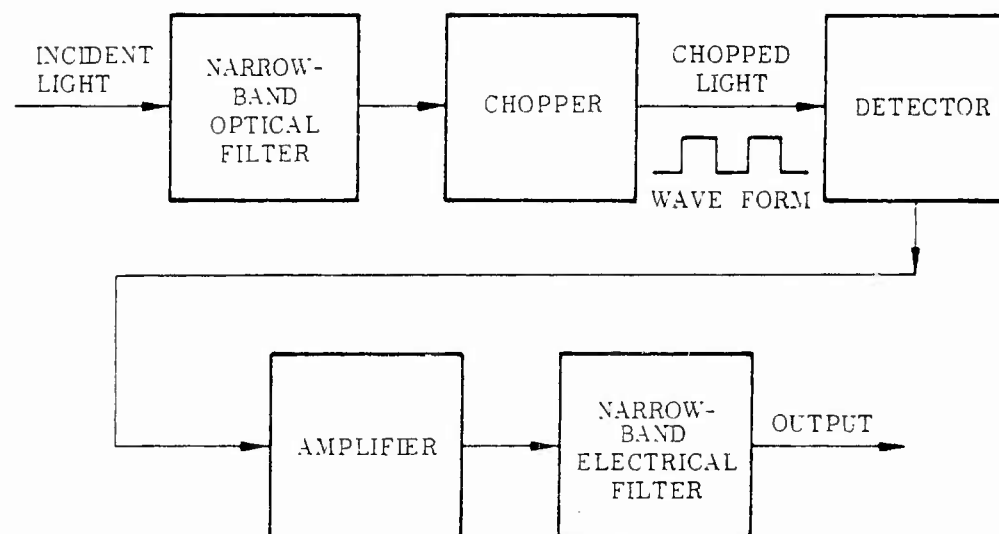 INCIDENT
LIGHT
NARROW-
BAND
OPTICAL
FILTER
CHOPPER
CHOPPED
LIGHT
WAVE FORM
DETECTOR
AMPLIFIER
NARROW-
BAND
ELECTRICAL
FILTER
OUTPUT